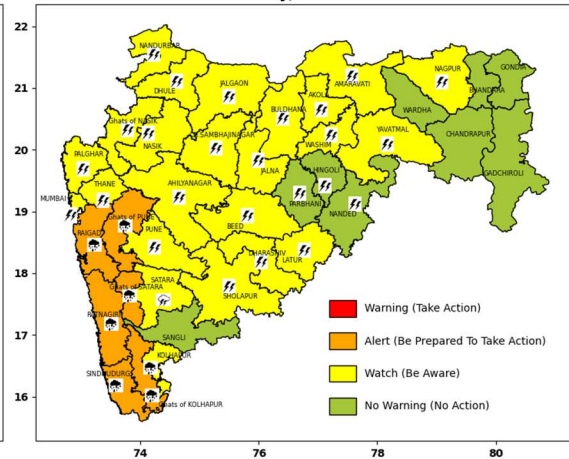 22
21
20
19
18
17
16
74
76
78
80
NANDURBAR
DHULE
JALGAON
AMARAVATI
NAGPUR
GONDIA
BHANDARA
BULDHANA
AKOLA
WARDHA
Ghats of NASIK
NASIK
WASHIM
YAVATMAL
CHANDRAPUR
GADCHIROLI
PALGHAR
JALNA
HINGOLI
THANE
AHILYANAGAR
PARBHANI
NANDED
MUMBAI
Ghats of PUNE
PUNE
BEED
RAIGAD
DHARASHIV
LATUR
SATARA
Ghats of SATARA
SHOLAPUR
RATNAGIRI
SANGLI
KOLHAPUR
SINDHUDURG
Ghats of KOLHAPUR
Warning (Take Action)
Alert (Be Prepared To Take Action)
Watch (Be Aware)
No Warning (No Action)